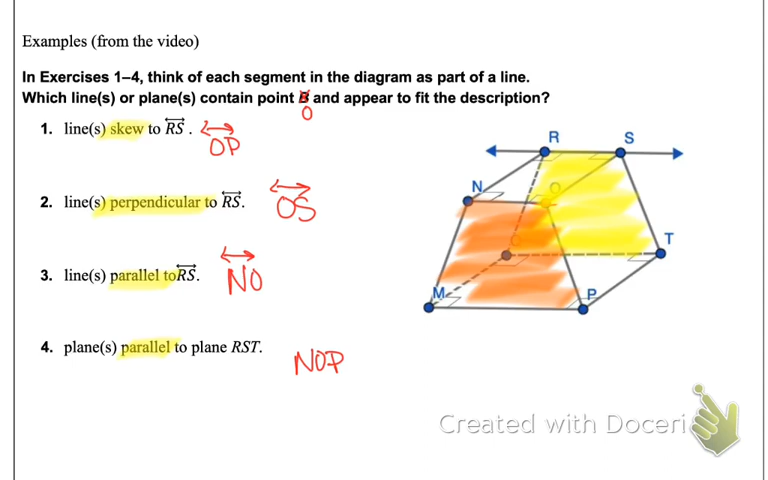 Examples (from the video)
In Exercises 1–4, think of each segment in the diagram as part of a line.
Which line(s) or plane(s) contain point B and appear to fit the description?
O
1. line(s) skew to RS .
OP
2. line(s) perpendicular to RS.
OS
3. line(s) parallel toRS.
NO
4. plane(s) parallel to plane RST.
NOP
R
S
N
O
T
M
P
Created with Doceri